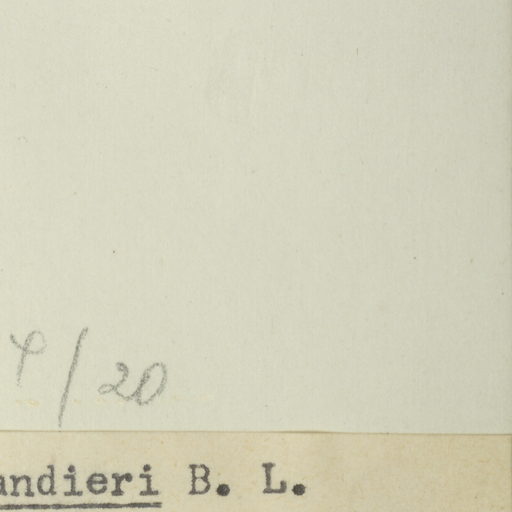 /20
andieri B. L.